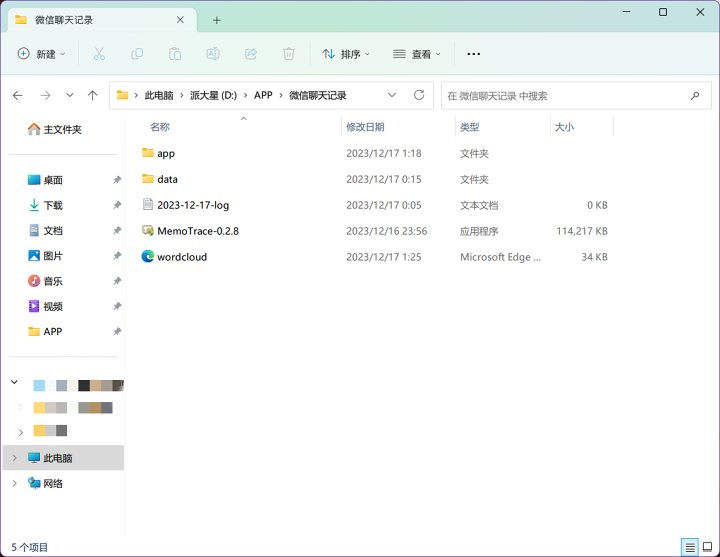 微信聊天记录
新建
排序
查看
此电脑 派大星 (D:) APP 微信聊天记录
在 微信聊天记录 中搜索
主文件夹
桌面
下载
文档
图片
音乐
视频
APP
此电脑
网络
名称 修改日期 类型 大小
app 2023/12/17 1:18 文件夹
data 2023/12/17 0:15 文件夹
2023-12-17-log 2023/12/17 0:05 文本文档 0 KB
MemoTrace-0.2.8 2023/12/16 23:56 应用程序 114,217 KB
wordcloud 2023/12/17 1:25 Microsoft Edge ... 34 KB
5 个项目